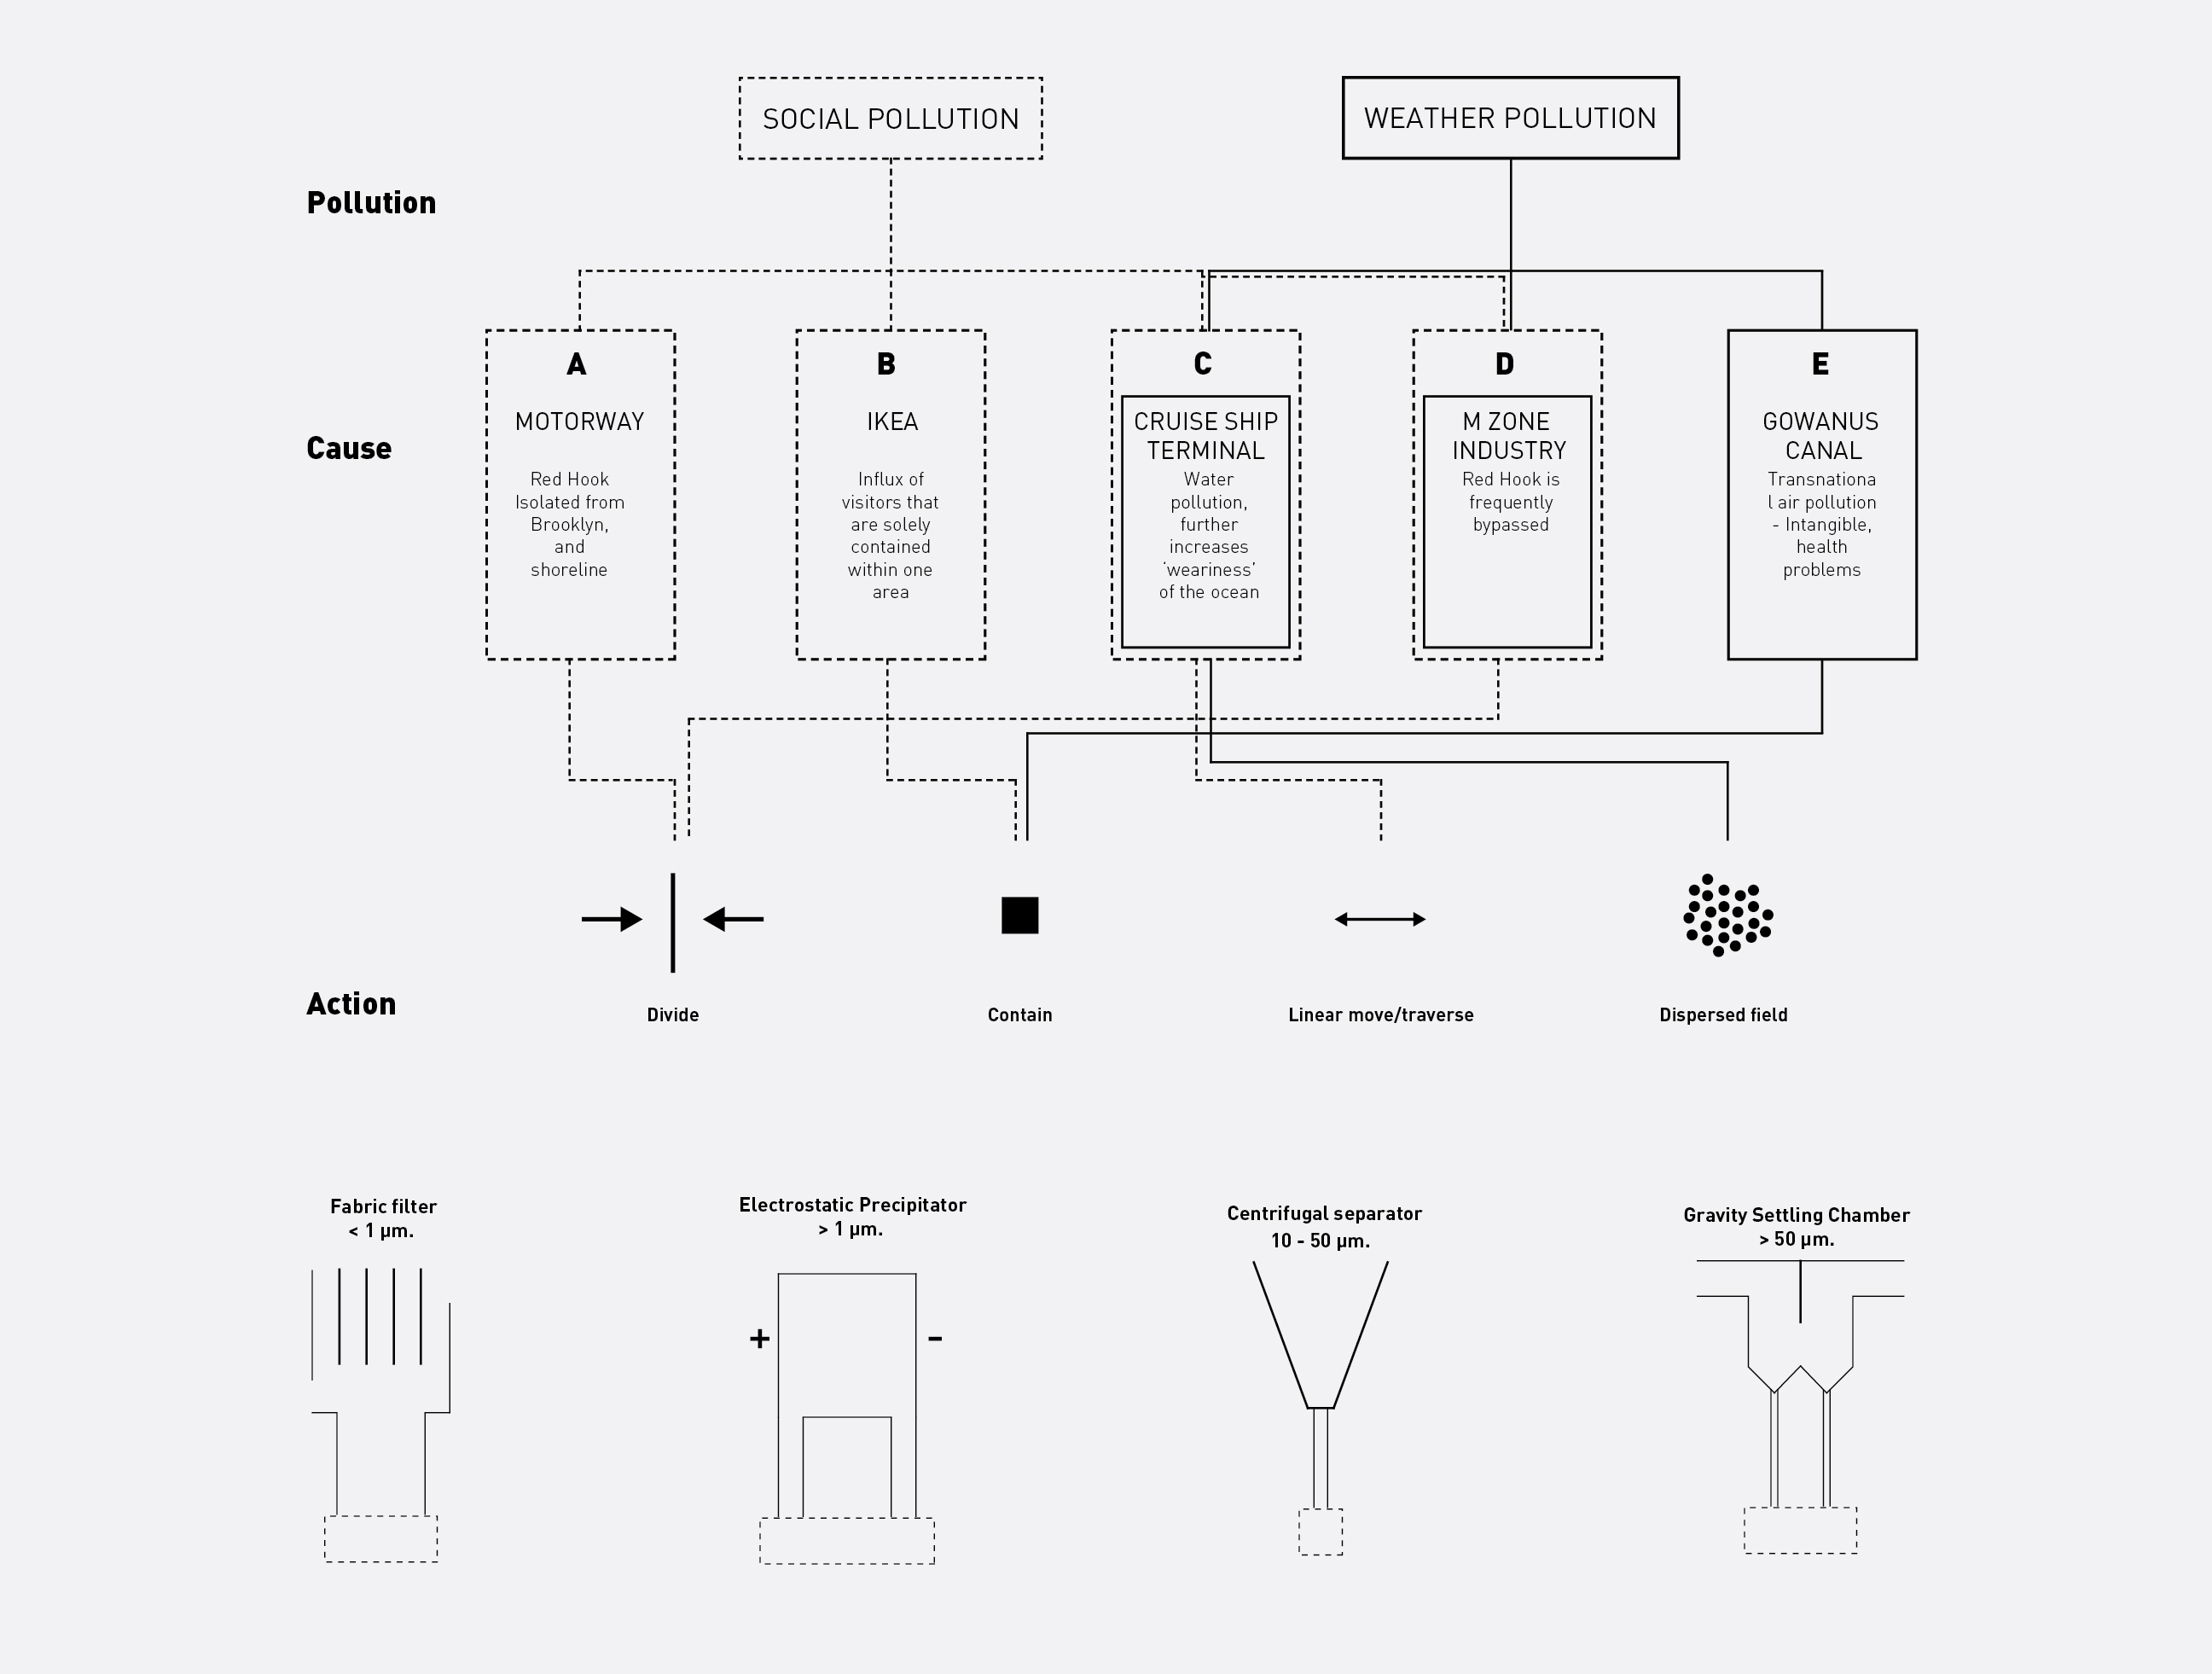 SOCIAL POLLUTION
WEATHER POLLUTION
Pollution
Cause
A
MOTORWAY
Red Hook
Isolated from
Brooklyn,
and
shoreline
B
IKEA
Influx of
visitors that
are solely
contained
within one
area
C
CRUISE SHIP
TERMINAL
Water
pollution,
further
increases
‘weariness’
of the ocean
D
M ZONE
INDUSTRY
Red Hook is
frequently
bypassed
E
GOWANUS
CANAL
Transnationa
l air pollution
- Intangible,
health
problems
Action
Divide
Contain
Linear move/traverse
Dispersed field
Fabric filter
< 1 µm.
Electrostatic Precipitator
> 1 µm.
+
-
Centrifugal separator
10 - 50 µm.
Gravity Settling Chamber
> 50 µm.